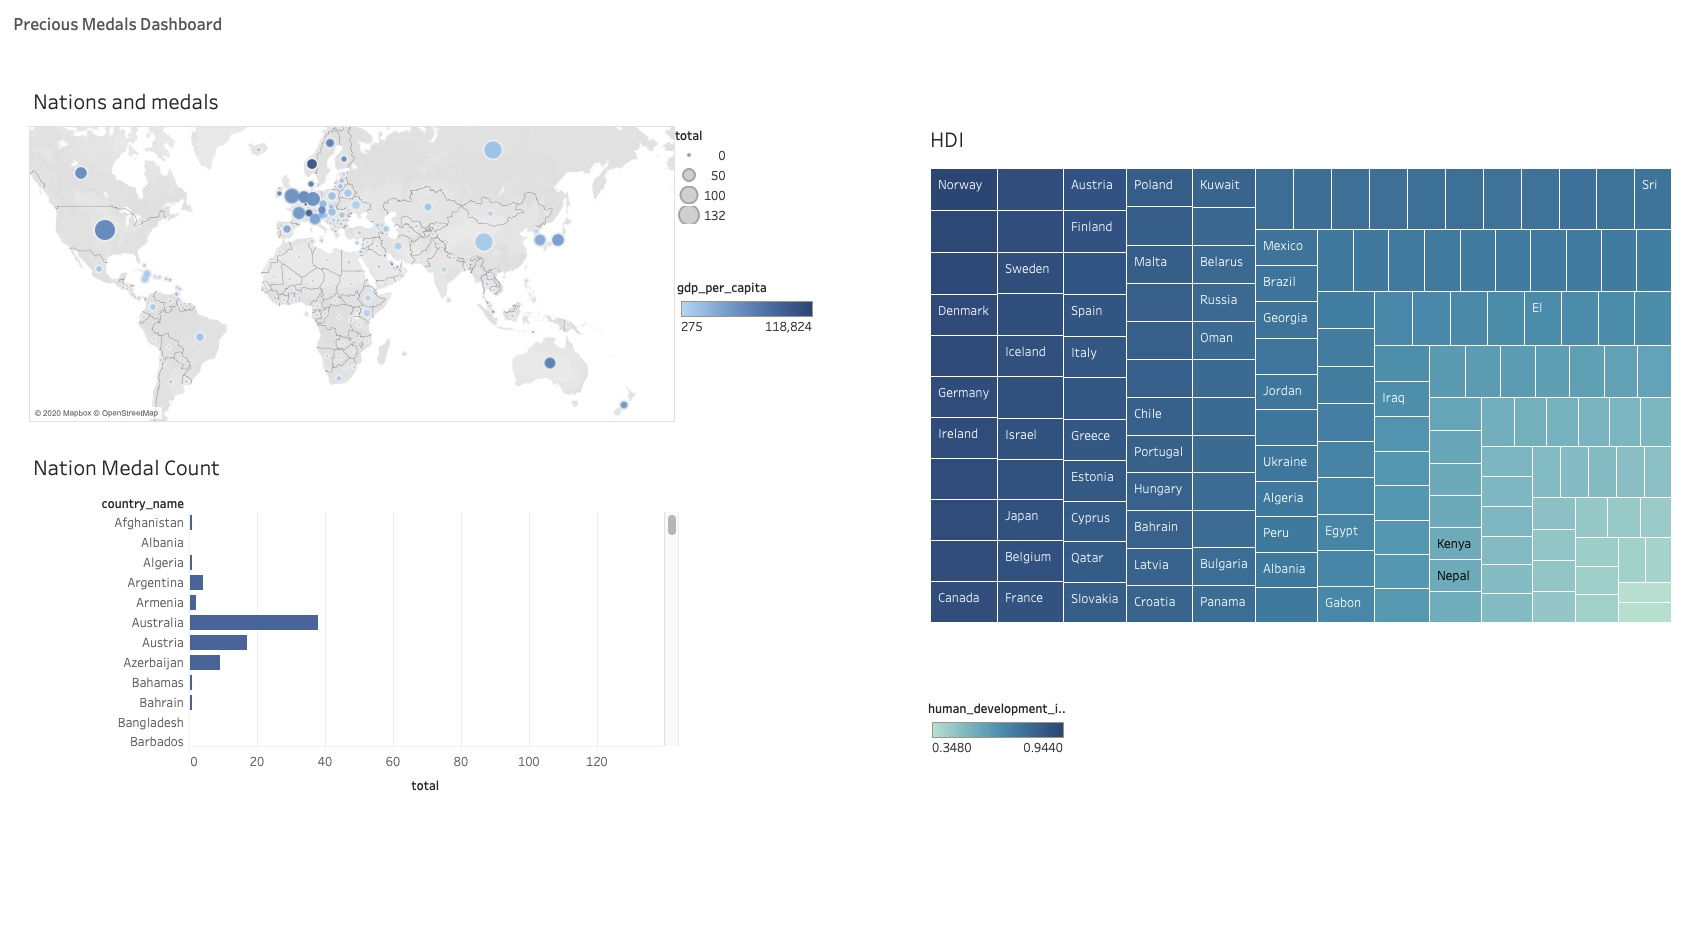 Precious Medals Dashboard
Nations and medals
© 2020 Mapbox © OpenStreetMap
total
0
50
100
132
gdp_per_capita
275 118,824
Nation Medal Count
country_name
Afghanistan
Albania
Algeria
Argentina
Armenia
Australia
Austria
Azerbaijan
Bahamas
Bahrain
Bangladesh
Barbados
0 20 40 60 80 100 120
total
HDI
Norway
Denmark
Germany
Ireland
Canada
Sweden
Iceland
Israel
Japan
Belgium
France
Austria
Finland
Spain
Italy
Greece
Estonia
Cyprus
Qatar
Slovakia
Poland
Malta
Chile
Portugal
Hungary
Bahrain
Latvia
Croatia
Kuwait
Belarus
Russia
Oman
Bulgaria
Panama
Mexico
Brazil
Georgia
Jordan
Ukraine
Algeria
Peru
Albania
Egypt
Gabon
Iraq
Kenya
Nepal
El
Sri
human_development_i..
0.3480 0.9440